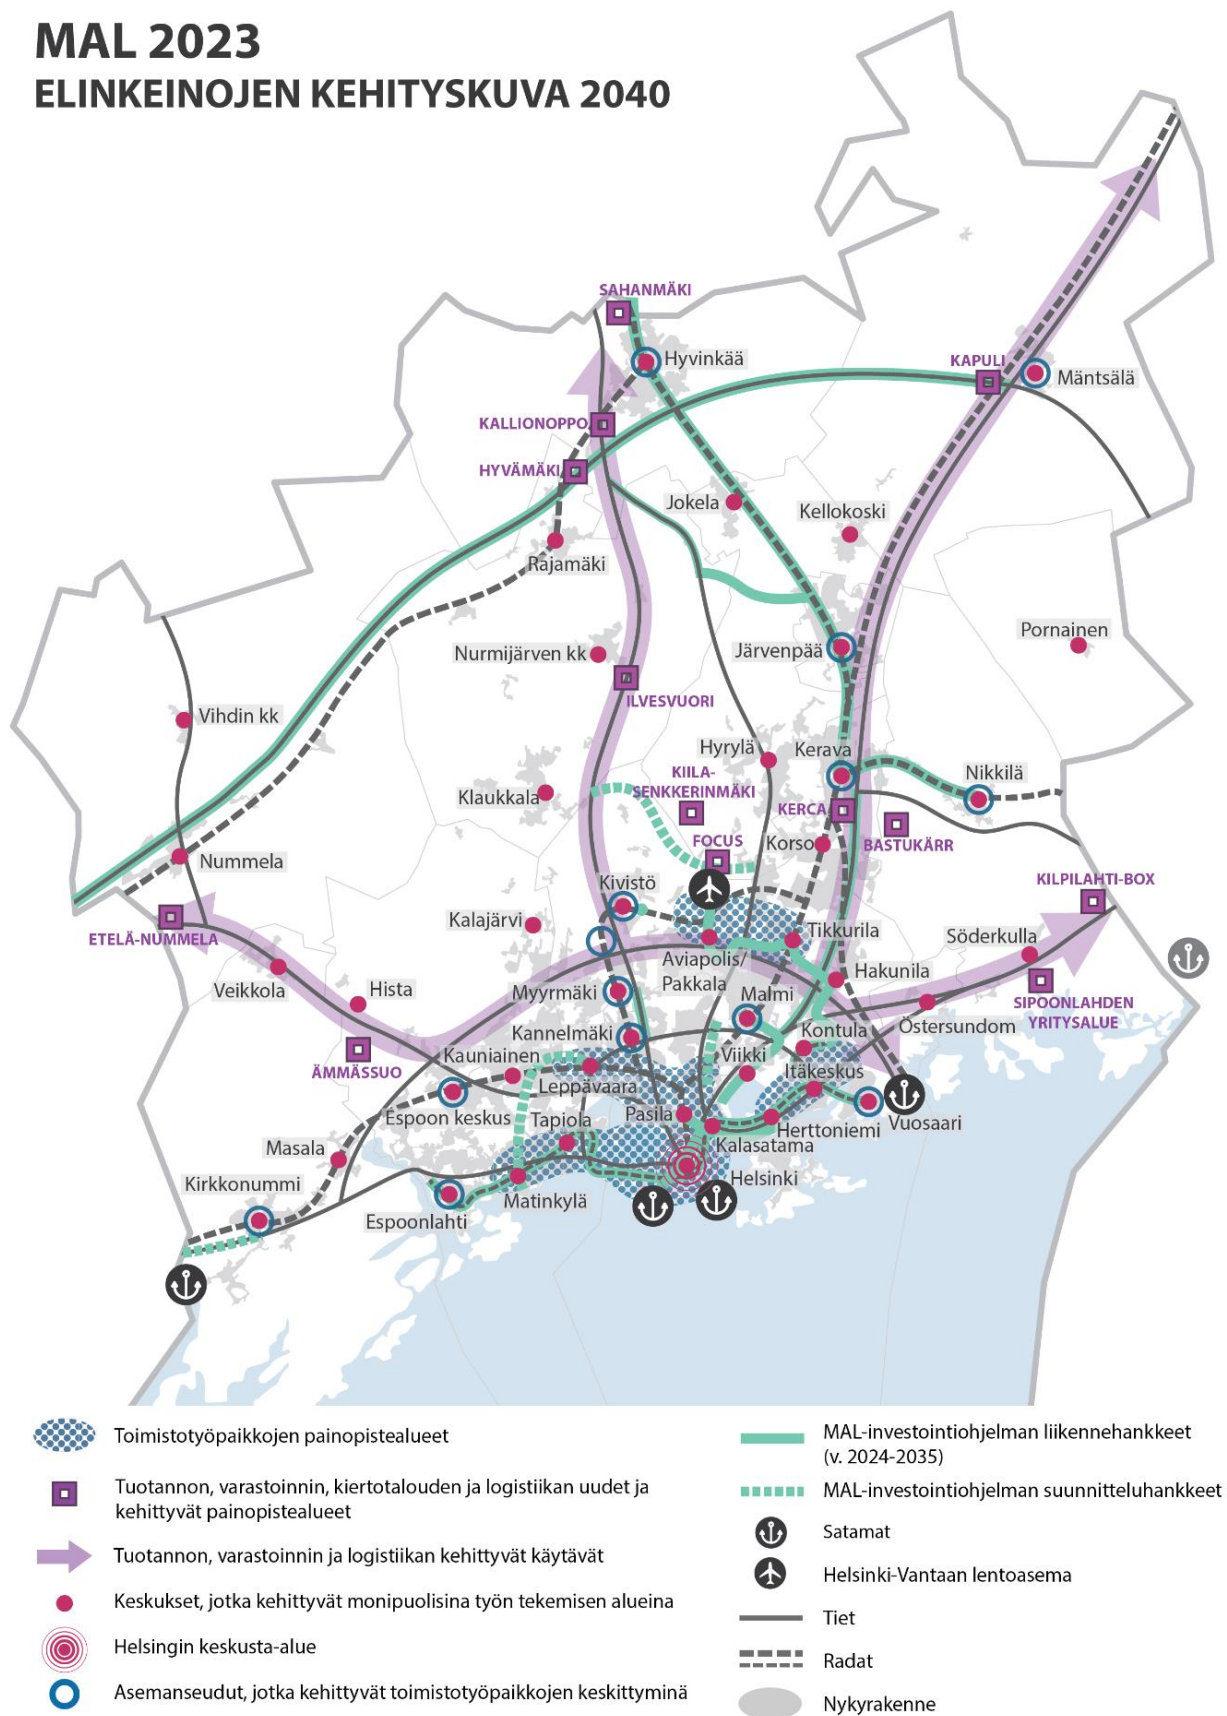 MAL 2023
ELINKEINOJEN KEHITYSKUVA 2040
SAHANMÄKI
Hyvinkää
KAPULI
Mäntsälä
KALLIONOPPO
HYVÄMÄKI
Jokela
Kellokoski
Rajamäki
Pornainen
Nurmijärven kk
Järvenpää
ILVESVUORI
Vihdin kk
Hyrylä
Kerava
KIILA-
SENKKERINMÄKI
Nikkilä
Klaukkala
KERCA
FOCUS
Korso
BASTUKÄRR
Nummela
Kivistö
KILPILAHTI-BOX
Kalajärvi
ETELÄ-NUMMELA
Tikkurila
Söderkulla
Aviapolis/
Pakkala
Veikkola
Hista
Myyrmäki
Malmi
Hakunila
SIPOONLAHDEN
YRITYSALUE
Kannelmäki
Kontula
Östersundom
Kauniainen
Viikki
Itäkeskus
ÄMMÄSSUO
Leppävaara
Espoon keskus
Tapiola
Pasila
Herttoniemi
Vuosaari
Masala
Kalasatama
Kirkkonummi
Helsinki
Matinkylä
Espoonlahti
Toimistotyöpaikkojen painopistealueet
Tuotannon, varastoinnin, kiertotalouden ja logistiikan uudet ja
kehittyvät painopistealueet
Tuotannon, varastoinnin ja logistiikan kehittyvät käytävät
Keskukset, jotka kehittyvät monipuolisina työn tekemisen alueina
Helsingin keskusta-alue
Asemanseudut, jotka kehittyvät toimistotyöpaikkojen keskittyminä
MAL-investointiohjelman liikennehankkeet
(v. 2024-2035)
MAL-investointiohjelman suunnitteluhankkeet
Satamat
Helsinki-Vantaan lentoasema
Tiet
Radat
Nykyrakenne